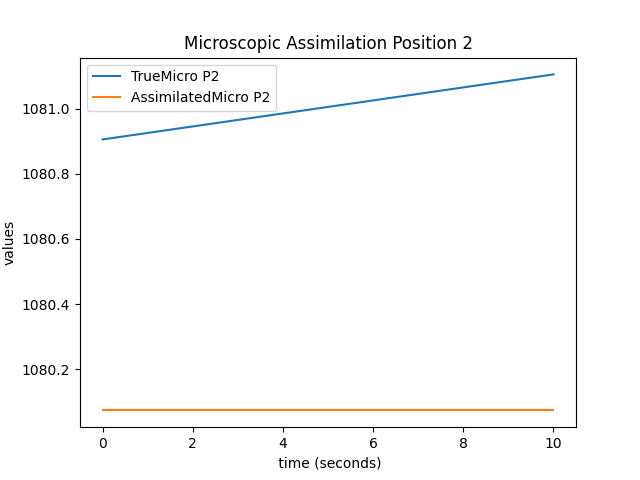 Microscopic Assimilation Position 2
TrueMicro P2
AssimilatedMicro P2
values
1081.0
1080.8
1080.6
1080.4
1080.2
0 2 4 6 8 10
time (seconds)